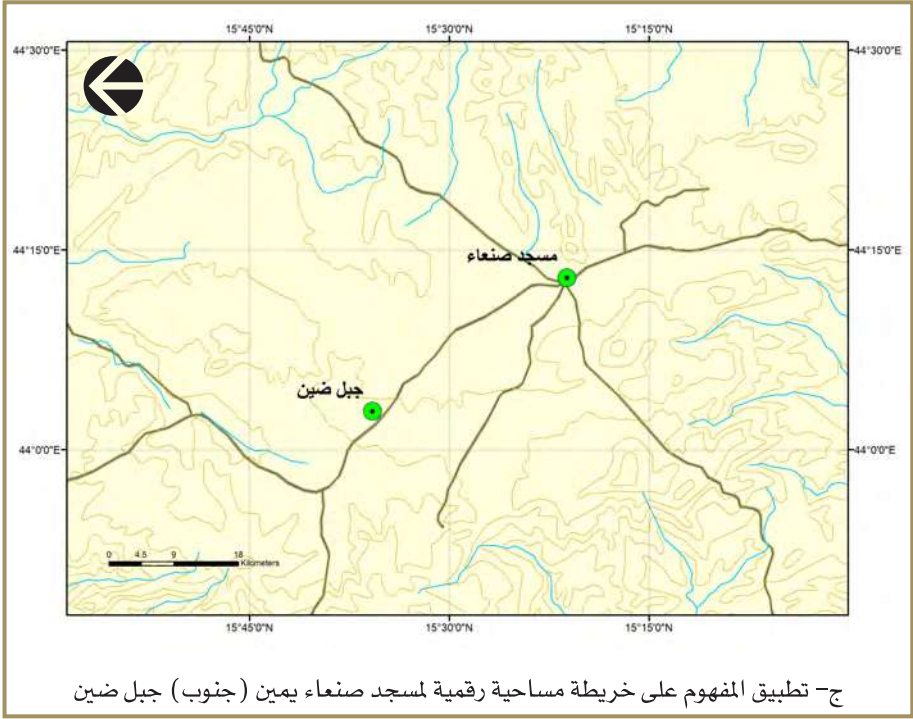 15°45'0"N 15°30'0"N 15°15'0"N
44°30'0"E 44°30'0"E
44°15'0"E 44°15'0"E
مسجد صنعاء
جبل ضين
44°0'0"E 44°0'0"E
0 4.5 9 18
Kilometers
15°45'0"N 15°30'0"N 15°15'0"N
ج- تطبيق المفهوم على خريطة مساحية رقمية لمسجد صنعاء يمين (جنوب) جبل ضين